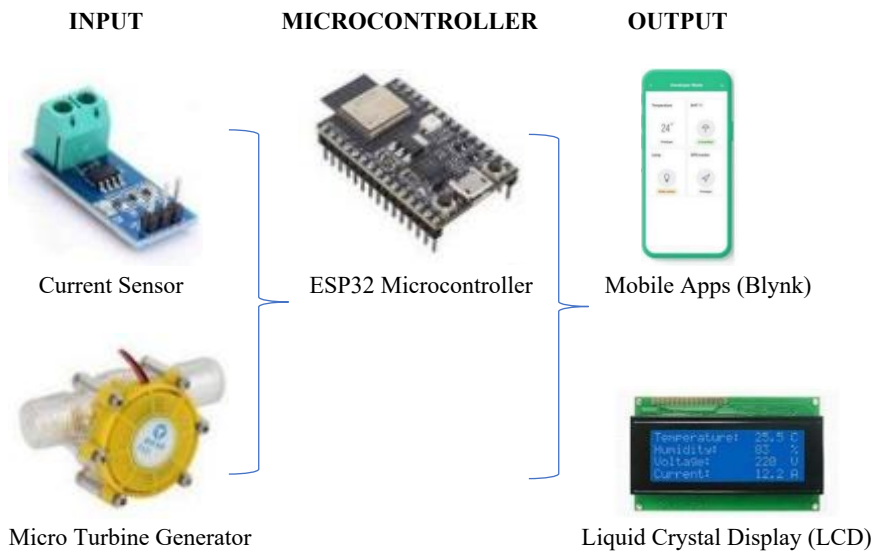 INPUT MICROCONTROLLER OUTPUT
24°
Current Sensor ESP32 Microcontroller Mobile Apps (Blynk)
Temperature: 25.5 C
Humidity: 83 %
Voltage: 220 V
Current: 12.2 A
Micro Turbine Generator Liquid Crystal Display (LCD)